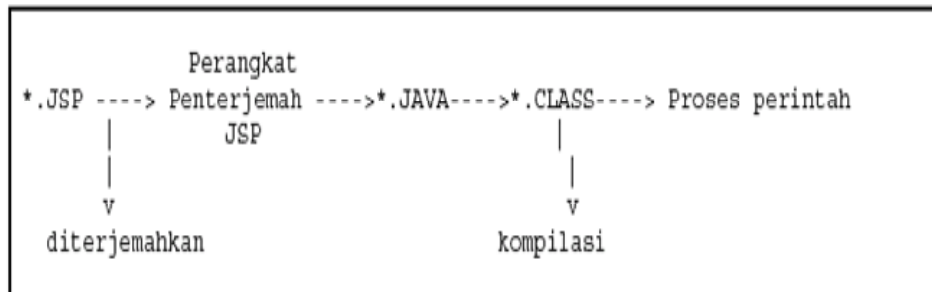 Perangkat
*.JSP ----> Penterjemah ---->*.JAVA---->*.CLASS----> Proses perintah
JSP
diterjemahkan kompilasi